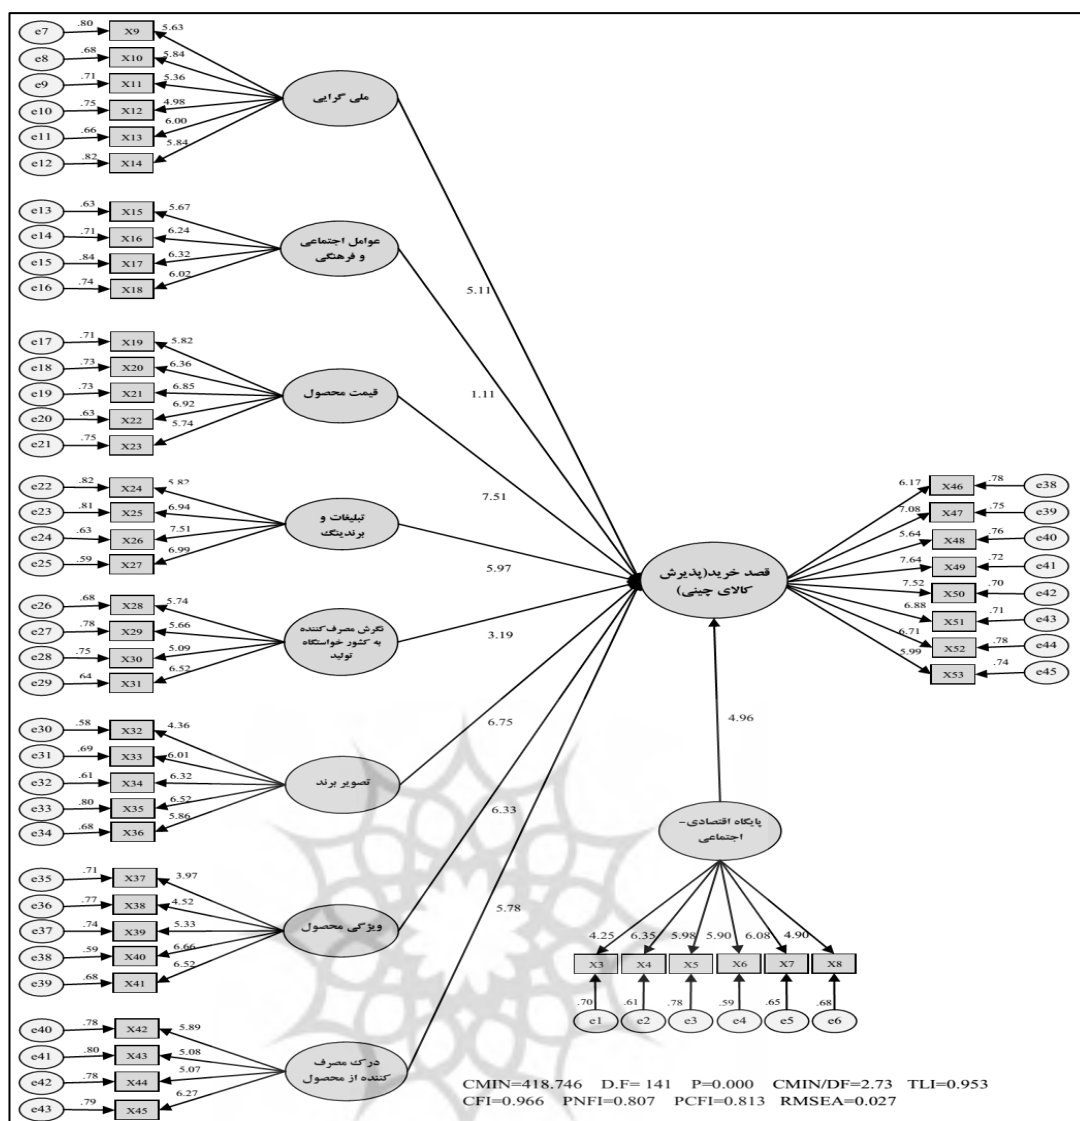 e7 .80 X9 5.63
e8 .68 X10 5.84
e9 .71 X11 5.36
e10 .75 X12 4.98
e11 .66 X13 6.00
e12 .82 X14 5.84
ملی گرایی
5.11
e13 .63 X15 5.67
e14 .71 X16 6.24
e15 .84 X17 6.32
e16 .74 X18 6.02
عوامل اجتماعی
و فرهنگی
1.11
e17 .71 X19 5.82
e18 .73 X20 6.36
e19 .73 X21 6.85
e20 .63 X22 6.92
e21 .75 X23 5.74
قیمت محصول
7.51
e22 .82 X24 5.82
e23 .81 X25 6.94
e24 .63 X26 7.51
e25 .59 X27 6.99
تبلیغات و
برندینگ
5.97
e26 .68 X28 5.74
e27 .78 X29 5.66
e28 .75 X30 5.09
e29 .64 X31 6.52
نگرش مصرف‌کننده
به کشور خواستگاه
تولید
3.19
e30 .58 X32 4.36
e31 .69 X33 6.01
e32 .61 X34 6.32
e33 .80 X35 6.52
e34 .68 X36 5.86
تصویر برند
6.75
e35 .71 X37 3.97
e36 .77 X38 4.52
e37 .74 X39 5.33
e38 .59 X40 6.66
e39 .68 X41 6.52
ویژگی محصول
6.33
e40 .78 X42 5.89
e41 .80 X43 5.08
e42 .78 X44 5.07
e43 .79 X45 6.27
درک مصرف
کننده از محصول
5.78
قصد خرید(پذیرش
کالای چینی)
6.17 X46 .78 e38
7.08 X47 .75 e39
5.64 X48 .76 e40
7.64 X49 .72 e41
7.52 X50 .70 e42
6.88 X51 .71 e43
6.71 X52 .78 e44
5.99 X53 .74 e45
4.96
پایگاه اقتصادی-
اجتماعی
4.25 6.35 5.98 5.90 6.08 4.90
X3 X4 X5 X6 X7 X8
.70 .61 .78 .59 .65 .68
e1 e2 e3 e4 e5 e6
CMIN=418.746 D.F= 141 P=0.000 CMIN/DF=2.73 TLI=0.953
CFI=0.966 PNFI=0.807 PCFI=0.813 RMSEA=0.027